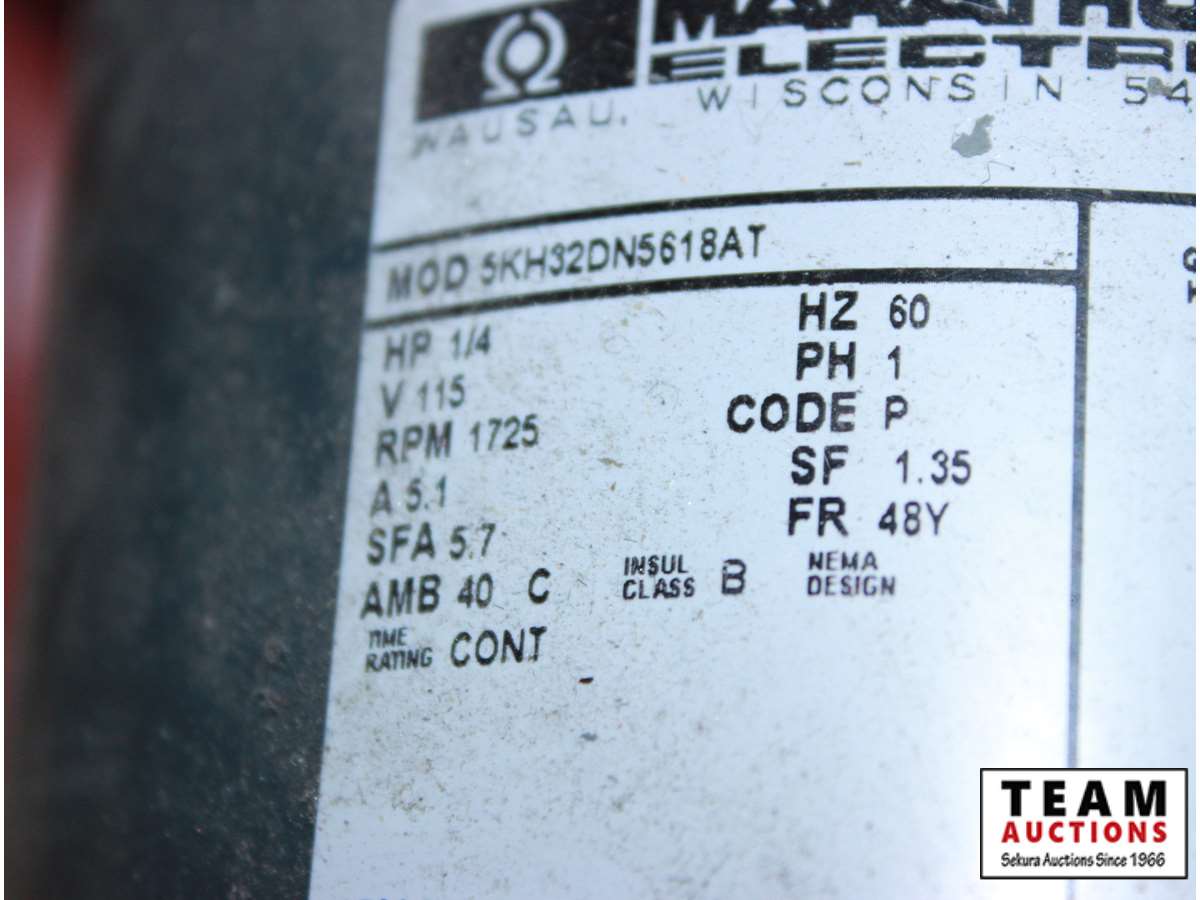 ELECTRI
WAUSAU, WISCONSIN 54
MOD 5KH32DN5618AT
HP 1/4
HZ 60
V 115
PH 1
RPM 1725
CODE P
A 5.1
SF 1.35
SFA 5.7
FR 48Y
AMB 40 C
INSUL
CLASS B
NEMA
DESIGN
TIME
RATING CONT
TEAM
AUCTIONS
Sekura Auctions Since 1966